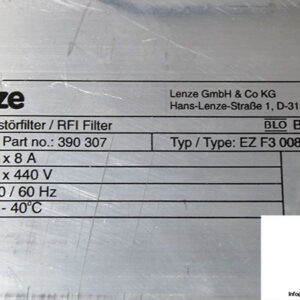 ze
Lenze GmbH & Co KG
Hans-Lenze-Straße 1, D-31
störfilter / RFI Filter
BLO B
Part no.: 390 307
Typ / Type: EZ F3 008
x 8 A
x 440 V
0 / 60 Hz
- 40°C